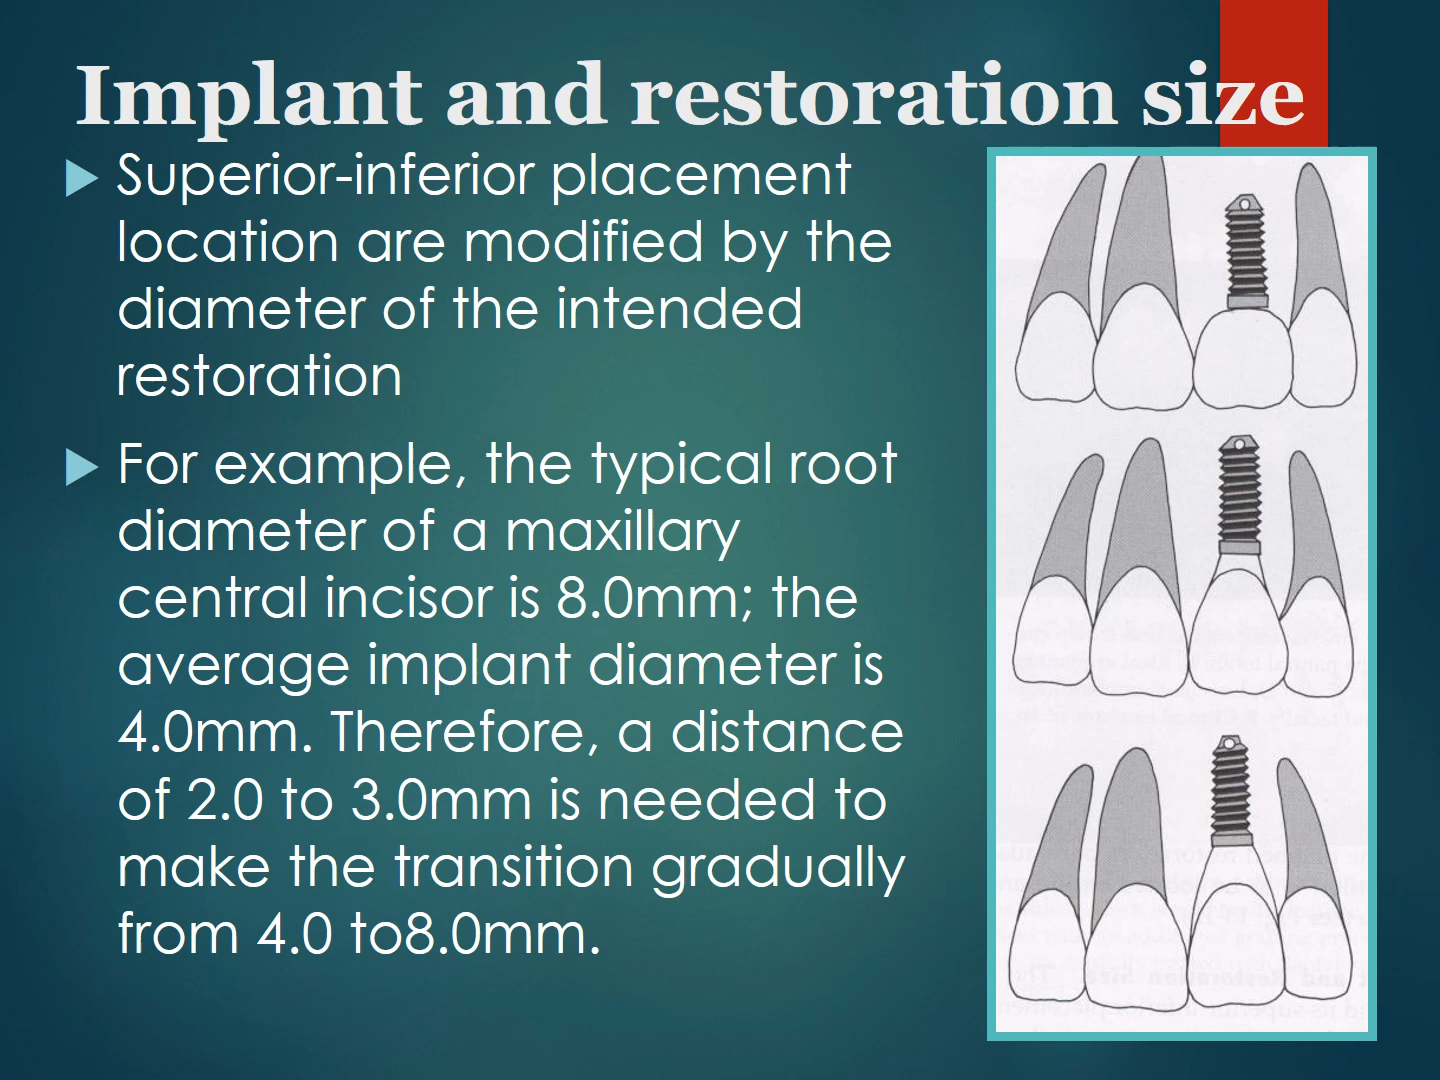 Implant and restoration size
Superior-inferior placement
location are modified by the
diameter of the intended
restoration
For example, the typical root
diameter of a maxillary
central incisor is 8.0mm; the
average implant diameter is
4.0mm. Therefore, a distance
of 2.0 to 3.0mm is needed to
make the transition gradually
from 4.0 to8.0mm.